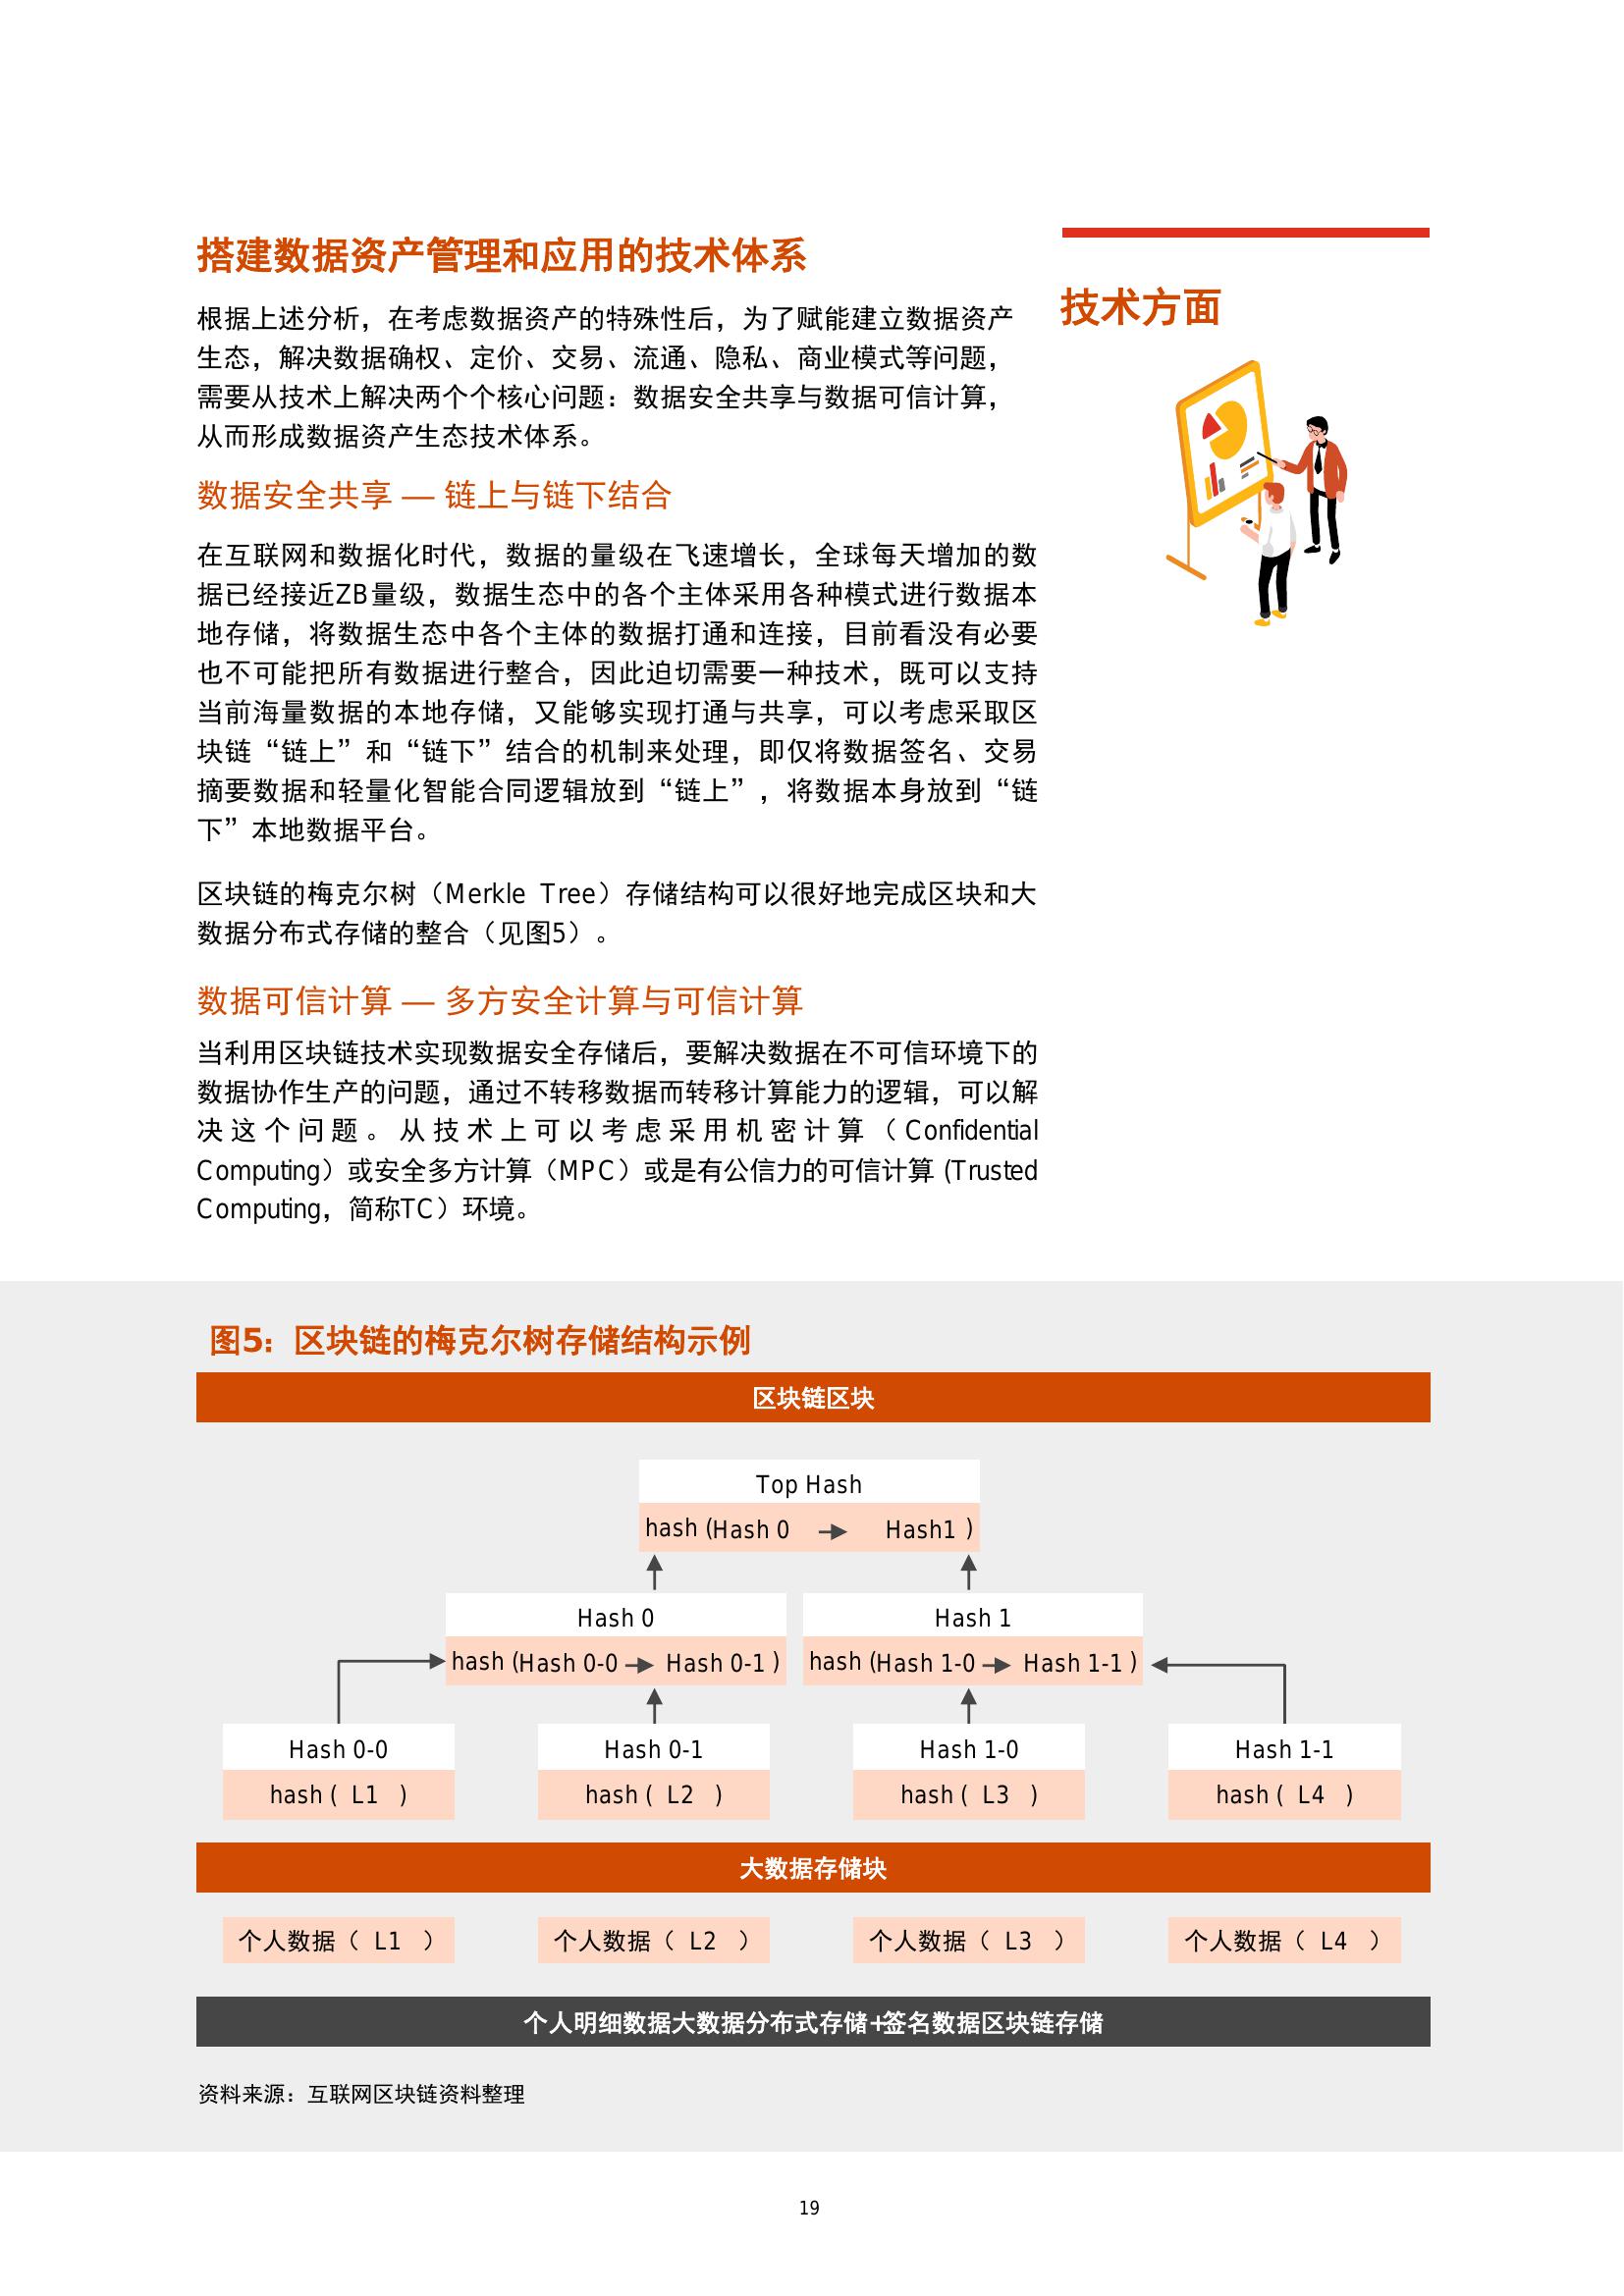 搭建数据资产管理和应用的技术体系
根据上述分析，在考虑数据资产的特殊性后，为了赋能建立数据资产
生态，解决数据确权、定价、交易、流通、隐私、商业模式等问题，
需要从技术上解决两个个核心问题：数据安全共享与数据可信计算，
从而形成数据资产生态技术体系。
数据安全共享 — 链上与链下结合
在互联网和数据化时代，数据的量级在飞速增长，全球每天增加的数
据已经接近ZB量级，数据生态中的各个主体采用各种模式进行数据本
地存储，将数据生态中各个主体的数据打通和连接，目前看没有必要
也不可能把所有数据进行整合，因此迫切需要一种技术，既可以支持
当前海量数据的本地存储，又能够实现打通与共享，可以考虑采取区
块链“链上”和“链下”结合的机制来处理，即仅将数据签名、交易
摘要数据和轻量化智能合同逻辑放到“链上”，将数据本身放到“链
下”本地数据平台。
区块链的梅克尔树（Merkle Tree）存储结构可以很好地完成区块和大
数据分布式存储的整合（见图5）。
数据可信计算 — 多方安全计算与可信计算
当利用区块链技术实现数据安全存储后，要解决数据在不可信环境下的
数据协作生产的问题，通过不转移数据而转移计算能力的逻辑，可以解
决这个问题。从技术上可以考虑采用机密计算（Confidential
Computing）或安全多方计算（MPC）或是有公信力的可信计算 (Trusted
Computing，简称TC）环境。
技术方面
图5：区块链的梅克尔树存储结构示例
区块链区块
Top Hash
hash (Hash 0 Hash1 )
Hash 0 Hash 1
hash (Hash 0-0 Hash 0-1 ) hash (Hash 1-0 Hash 1-1 )
Hash 0-0 Hash 0-1 Hash 1-0 Hash 1-1
hash ( L1 ) hash ( L2 ) hash ( L3 ) hash ( L4 )
大数据存储块
个人数据（ L1 ） 个人数据（ L2 ） 个人数据（ L3 ） 个人数据（ L4 ）
个人明细数据大数据分布式存储+签名数据区块链存储
资料来源：互联网区块链资料整理
19